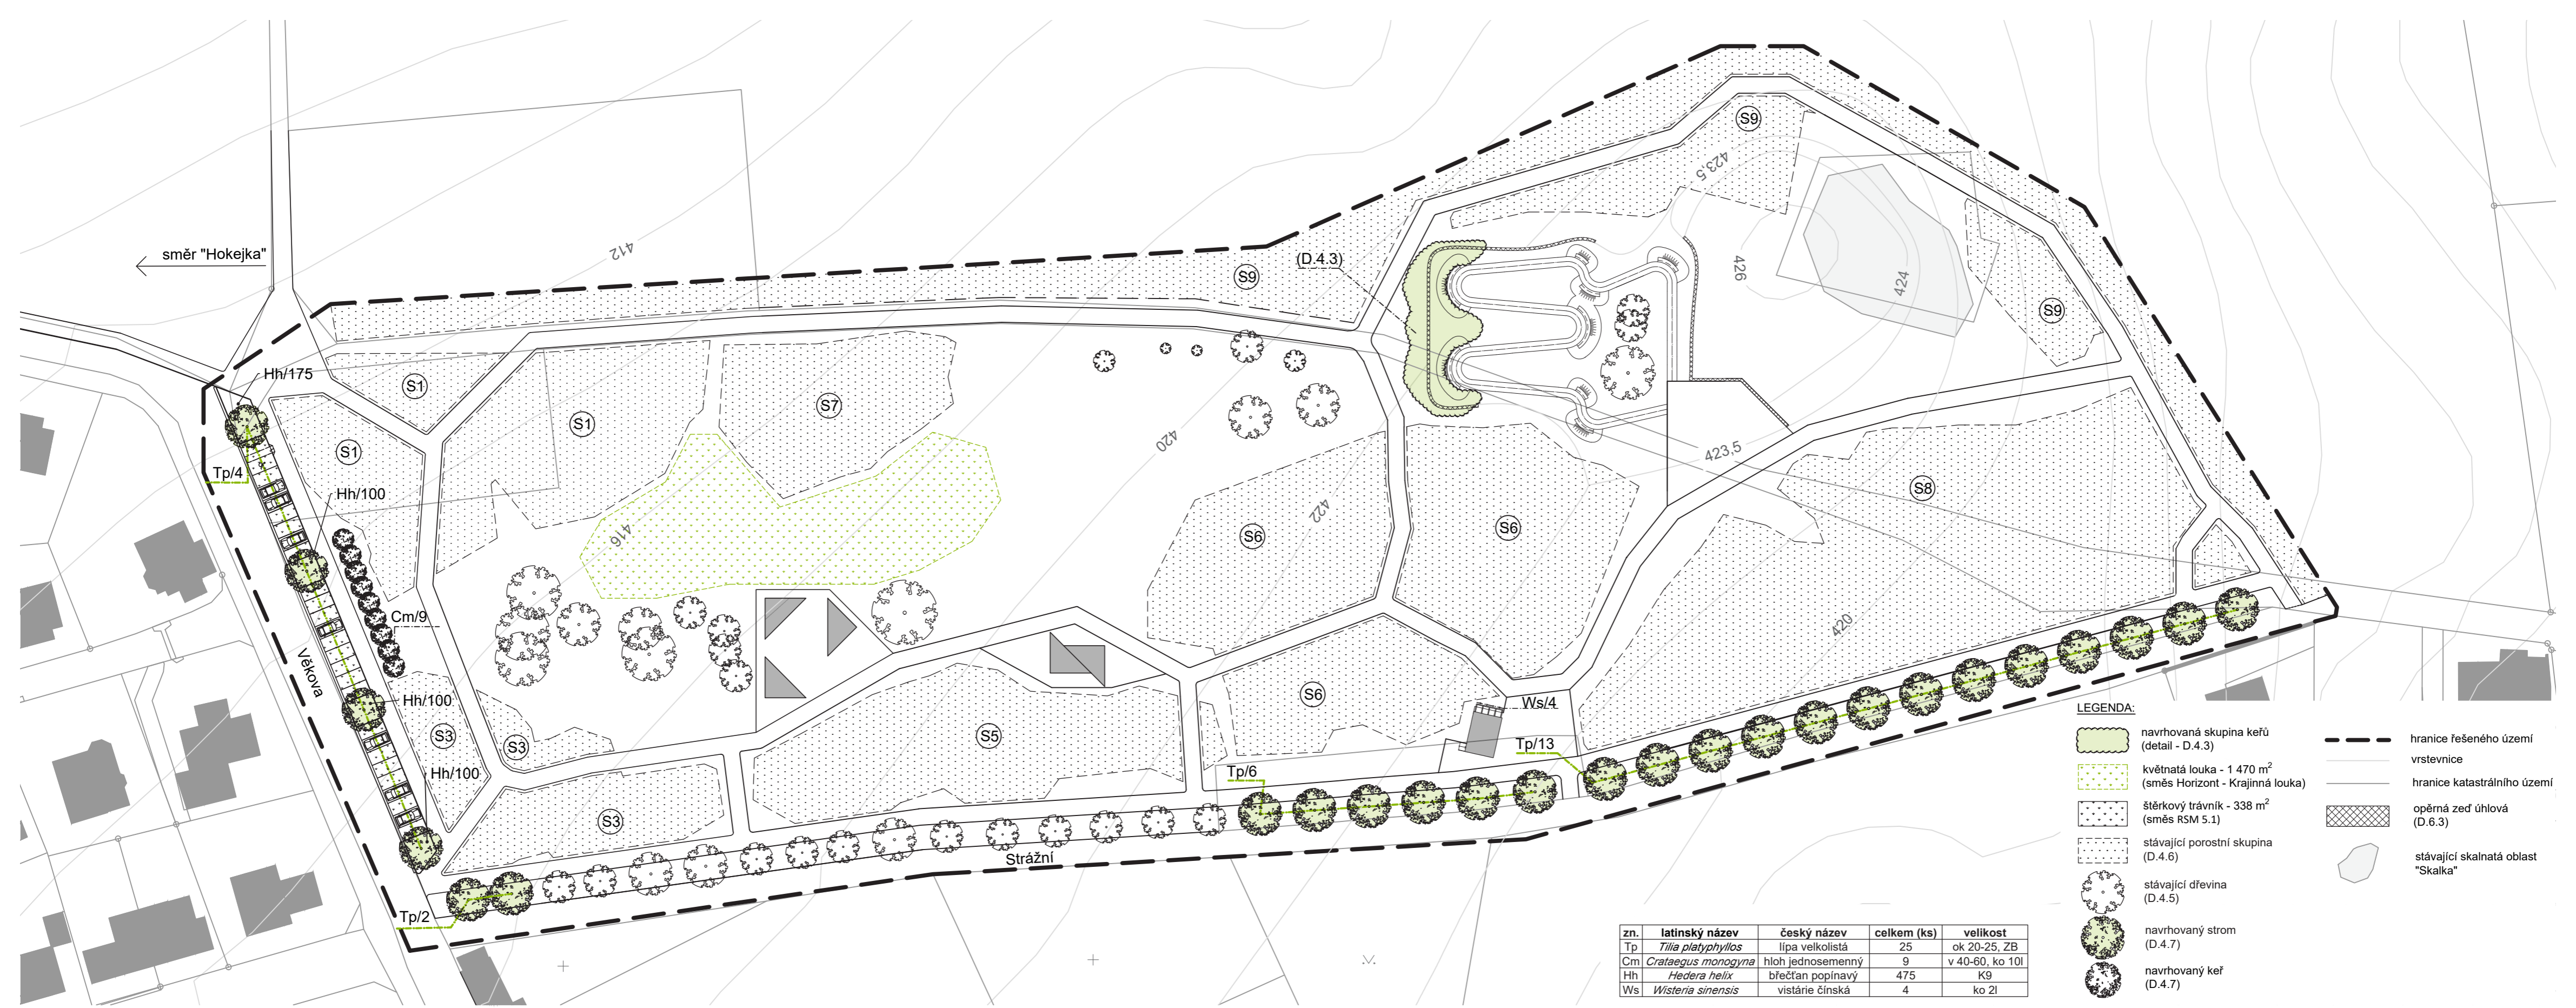 směr "Hokejka"
412
S9
(D.4.3)
S9
423,5
426
424
S9
Hh/175
S1
S1
S7
S1
Tp/4
Hh/100
420
416
422
S6
S6
423,5
S8
Cm/9
Věkova
Hh/100
S3
S3
Hh/100
S5
S6
Ws/4
Tp/13
Tp/6
420
S3
Strážní
Tp/2
LEGENDA:
navrhovaná skupina keřů
(detail - D.4.3)
květnatá louka - 1 470 m²
(směs Horizont - Krajinná louka)
štěrkový trávník - 338 m²
(směs RSM 5.1)
stávající porostní skupina
(D.4.6)
stávající dřevina
(D.4.5)
navrhovaný strom
(D.4.7)
navrhovaný keř
(D.4.7)
hranice řešeného území
vrstevnice
hranice katastrálního území
opěrná zeď úhlová
(D.6.3)
stávající skalnatá oblast
"Skalka"
zn. latinský název český název celkem (ks) velikost
Tp Tilia platyphyllos lípa velkolistá 25 ok 20-25, ZB
Cm Crataegus monogyna hloh jednosemenný 9 v 40-60, ko 10l
Hh Hedera helix břečťan popínavý 475 K9
Ws Wisteria sinensis vistárie čínská 4 ko 2l